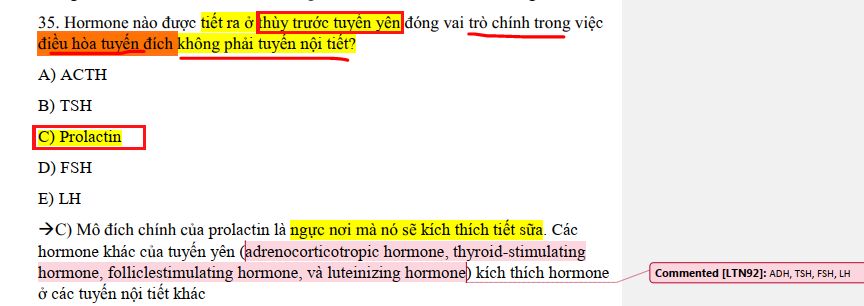 35. Hormone nào được tiết ra ở thùy trước tuyến yên đóng vai trò chính trong việc
điều hòa tuyến đích không phải tuyến nội tiết?
A) ACTH
B) TSH
C) Prolactin
D) FSH
E) LH
→C) Mô đích chính của prolactin là ngực nơi mà nó sẽ kích thích tiết sữa. Các
hormone khác của tuyến yên (adrenocorticotropic hormone, thyroid-stimulating
hormone, folliclestimulating hormone, và luteinizing hormone) kích thích hormone
ở các tuyến nội tiết khác
Commented [LTN92]: ADH, TSH, FSH, LH